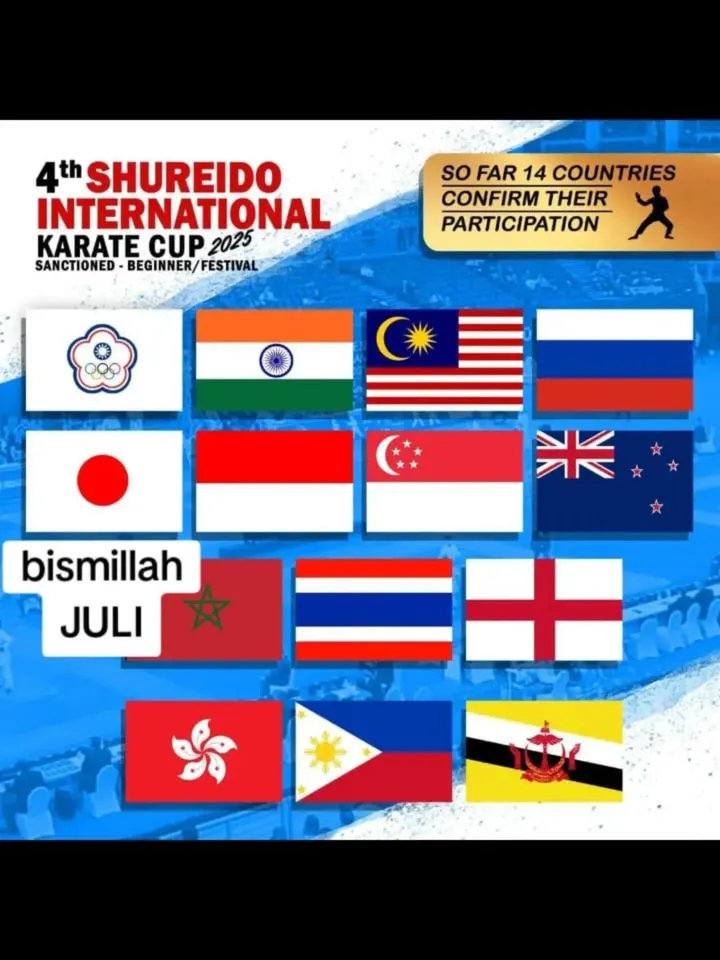 4th SHUREIDO
INTERNATIONAL
KARATE CUP 2025
SANCTIONED - BEGINNER/FESTIVAL
SO FAR 14 COUNTRIES
CONFIRM THEIR
PARTICIPATION
bismillah
JULI